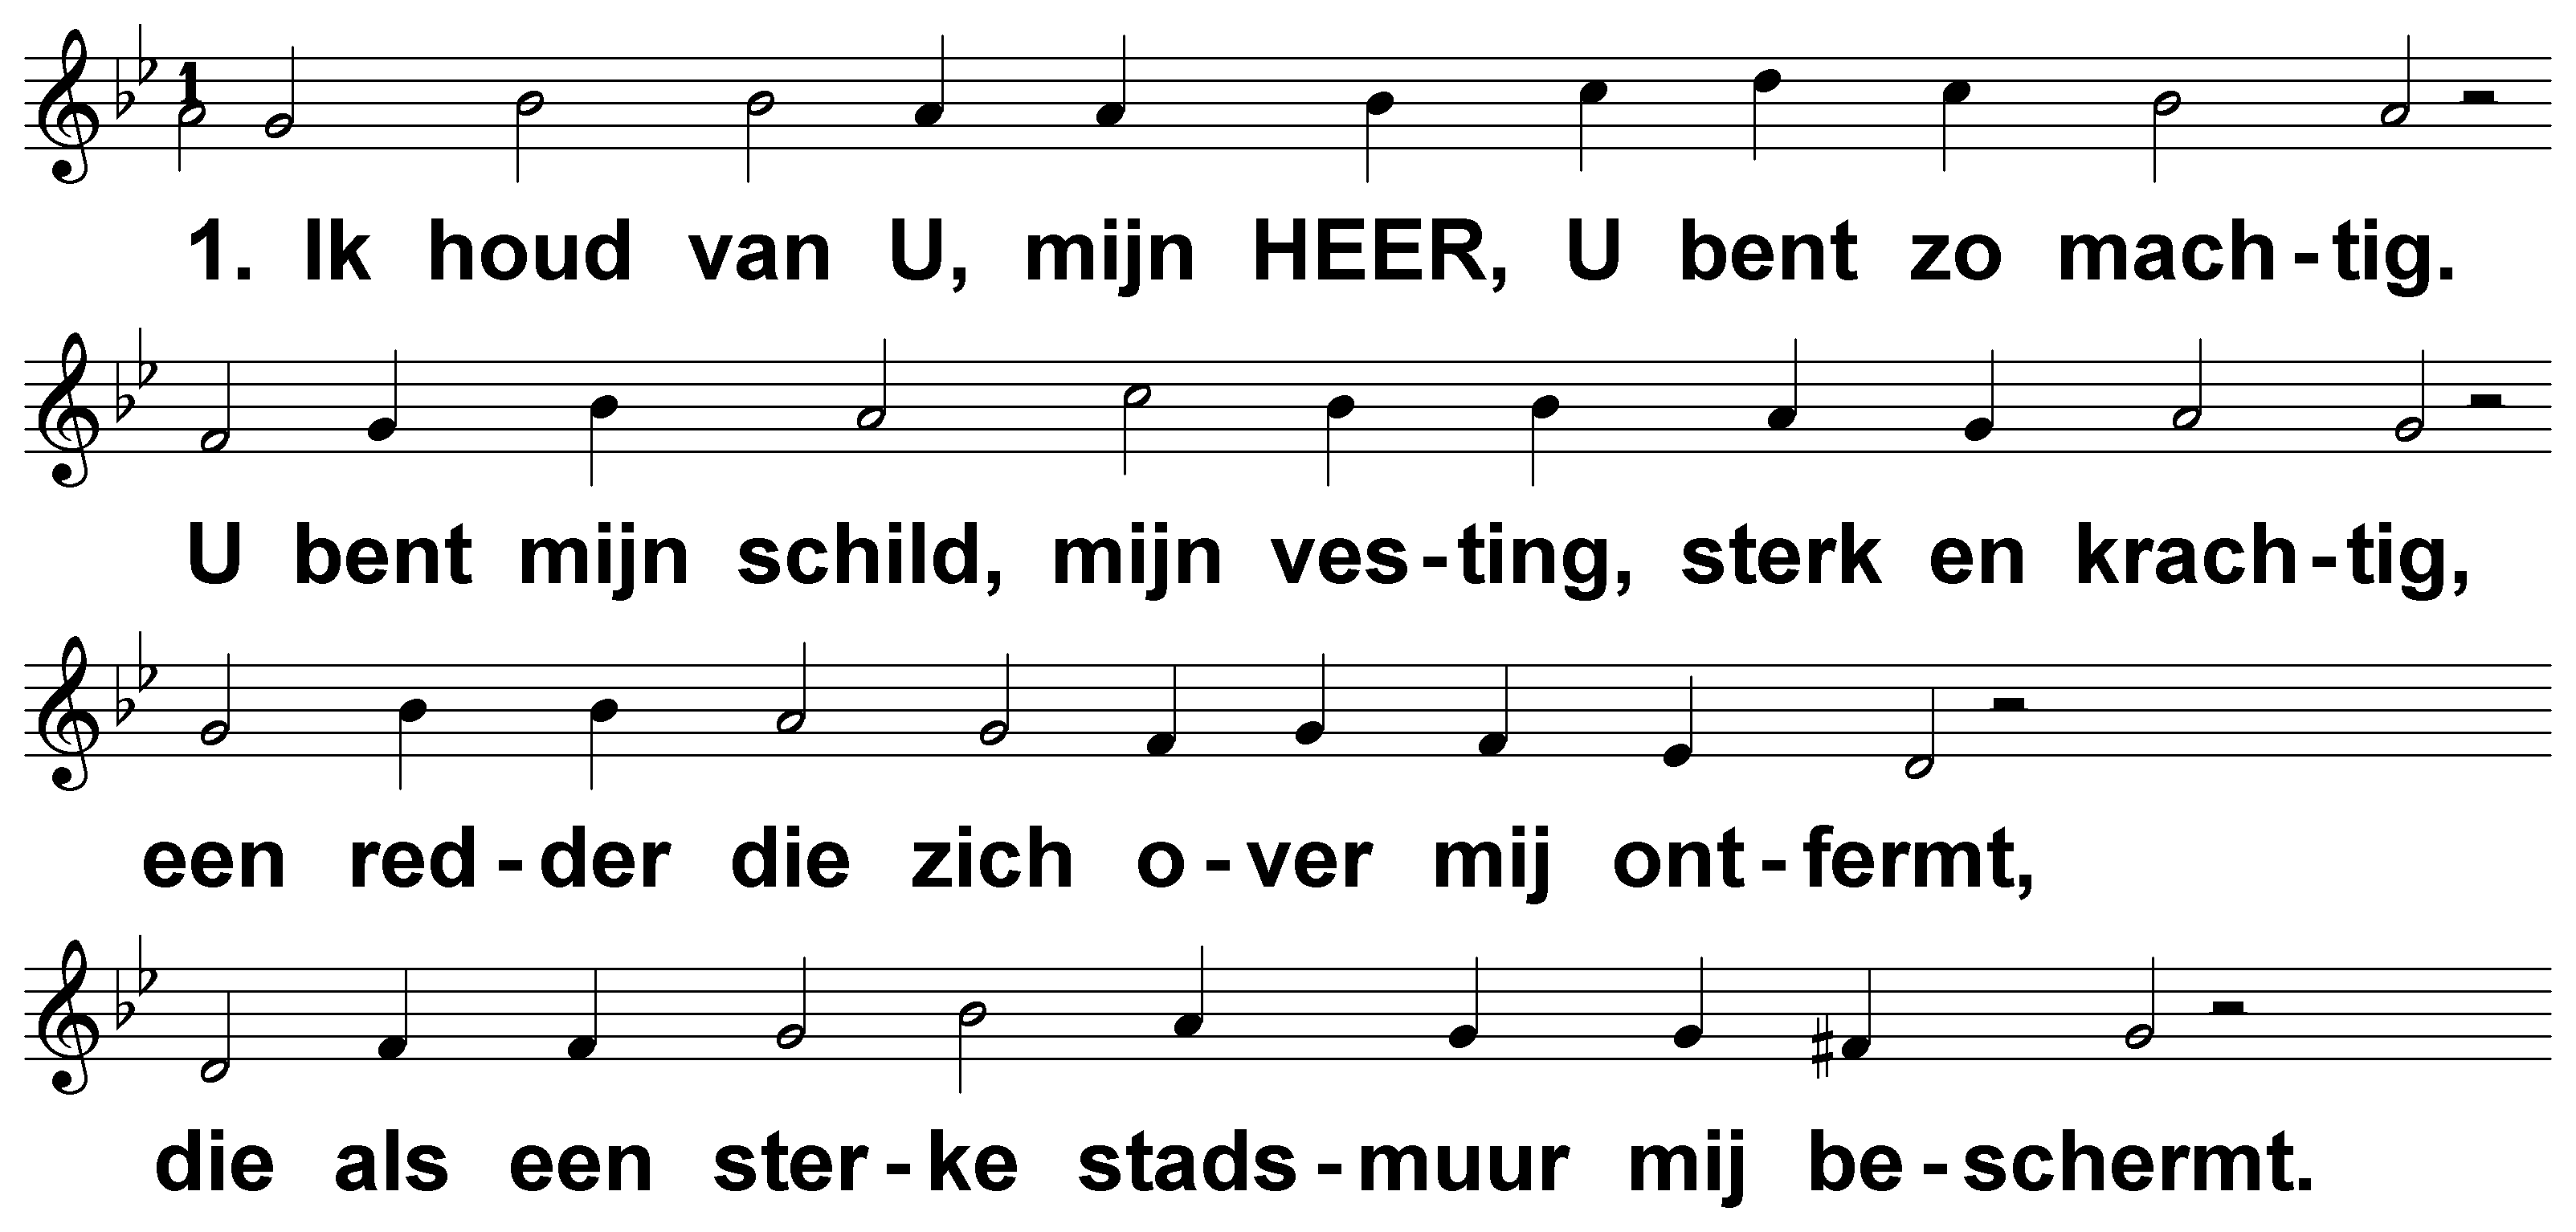 1
1. Ik houd van U, mijn HEER, U bent zo mach-tig.
U bent mijn schild, mijn ves-ting, sterk en krach-tig,
een red-der die zich o-ver mij ont-fermt,
die als een ster-ke stads-muur mij be-schermt.